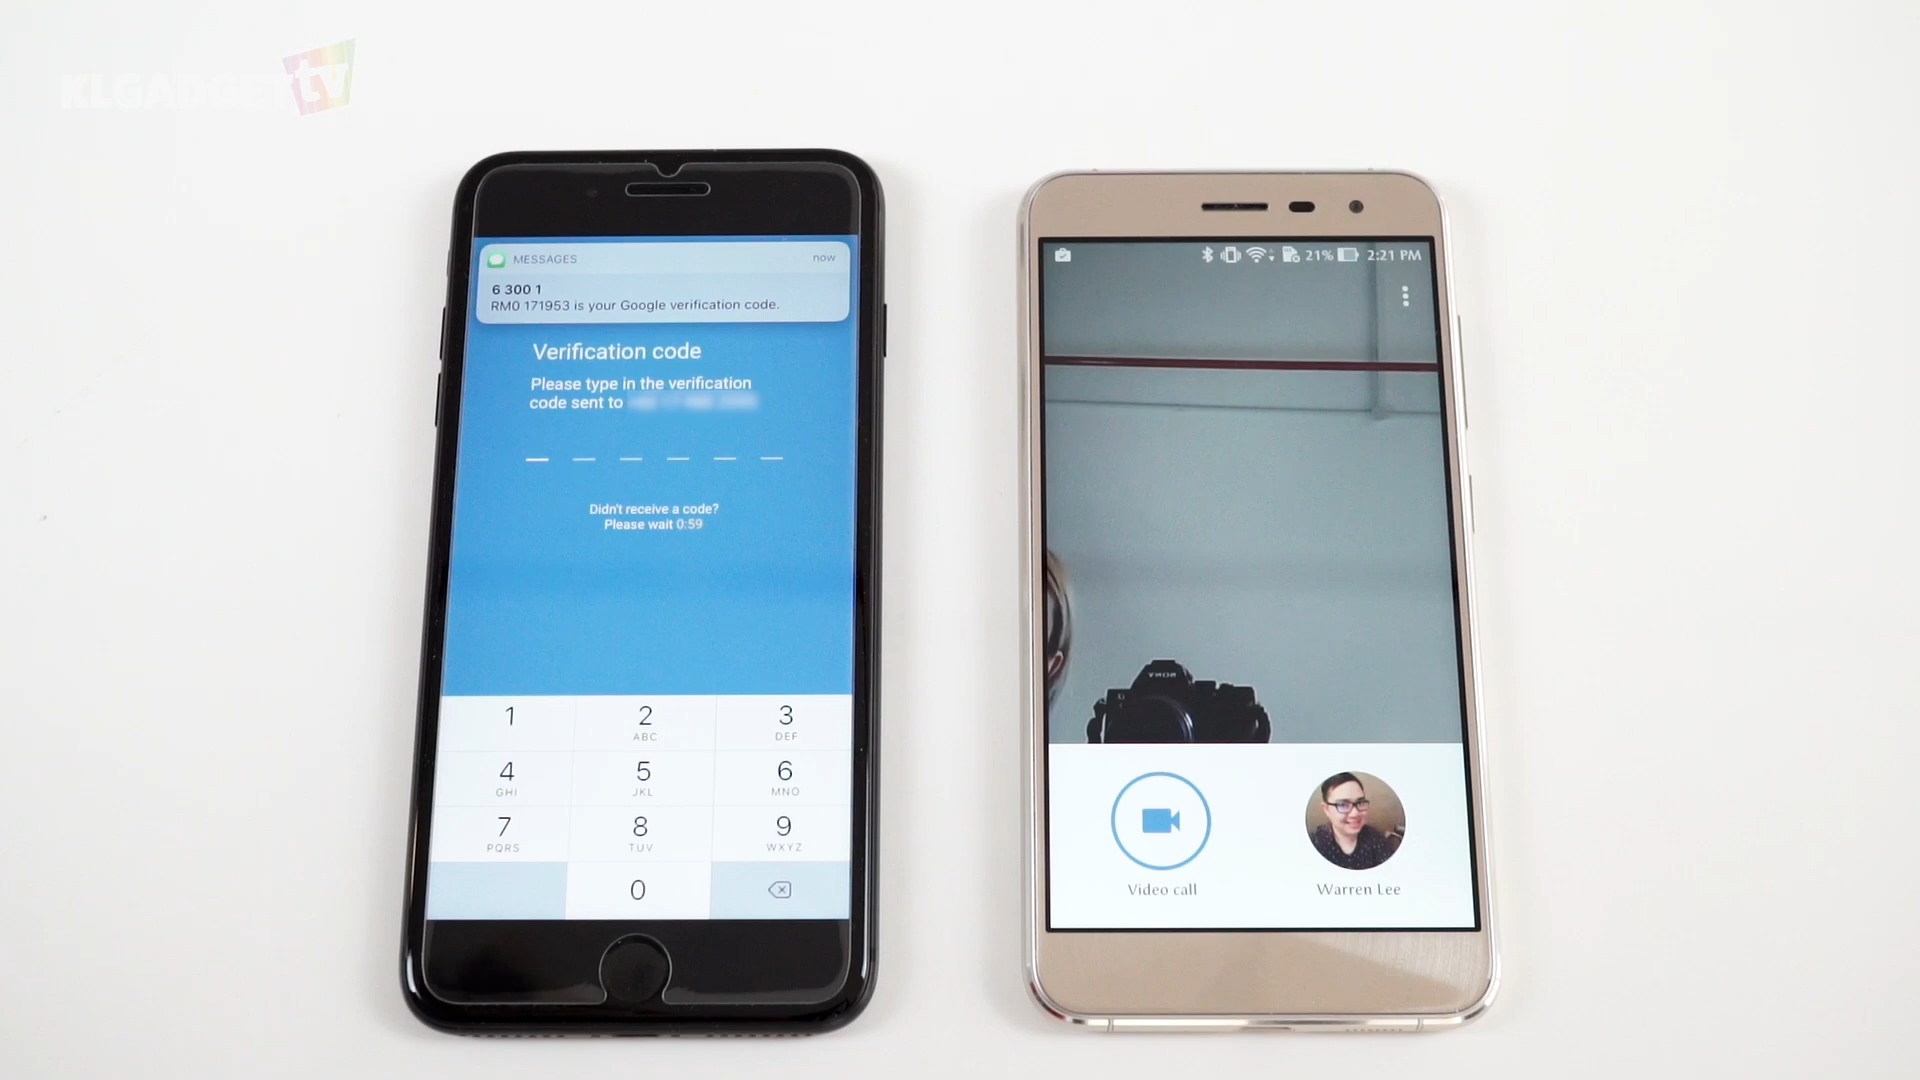 KLGADGET tv
MESSAGES now
6 300 1
RM0 171953 is your Google verification code.
Verification code
Please type in the verification
code sent to
Didn't receive a code?
Please wait 0:59
1 2 3
ABC DEF
4 5 6
GHI JKL MNO
7 8 9
PQRS TUV WXYZ
0
21% 2:21 PM
SONY
Video call Warren Lee